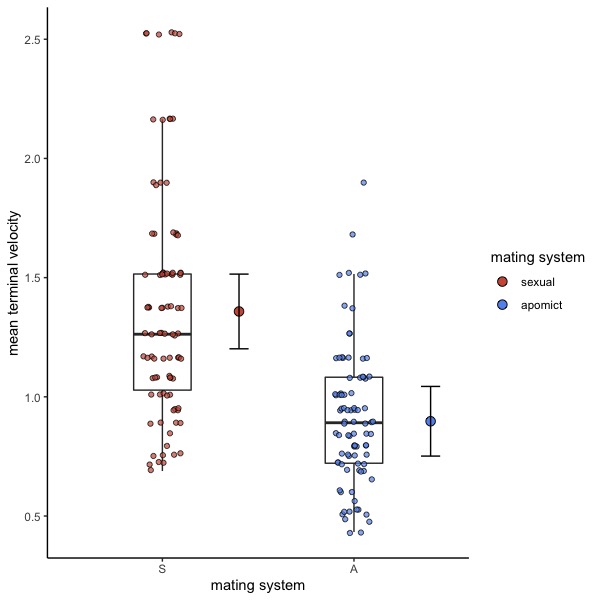 mean terminal velocity
2.5
2.0
1.5
1.0
0.5
S
A
mating system
mating system
sexual
apomict